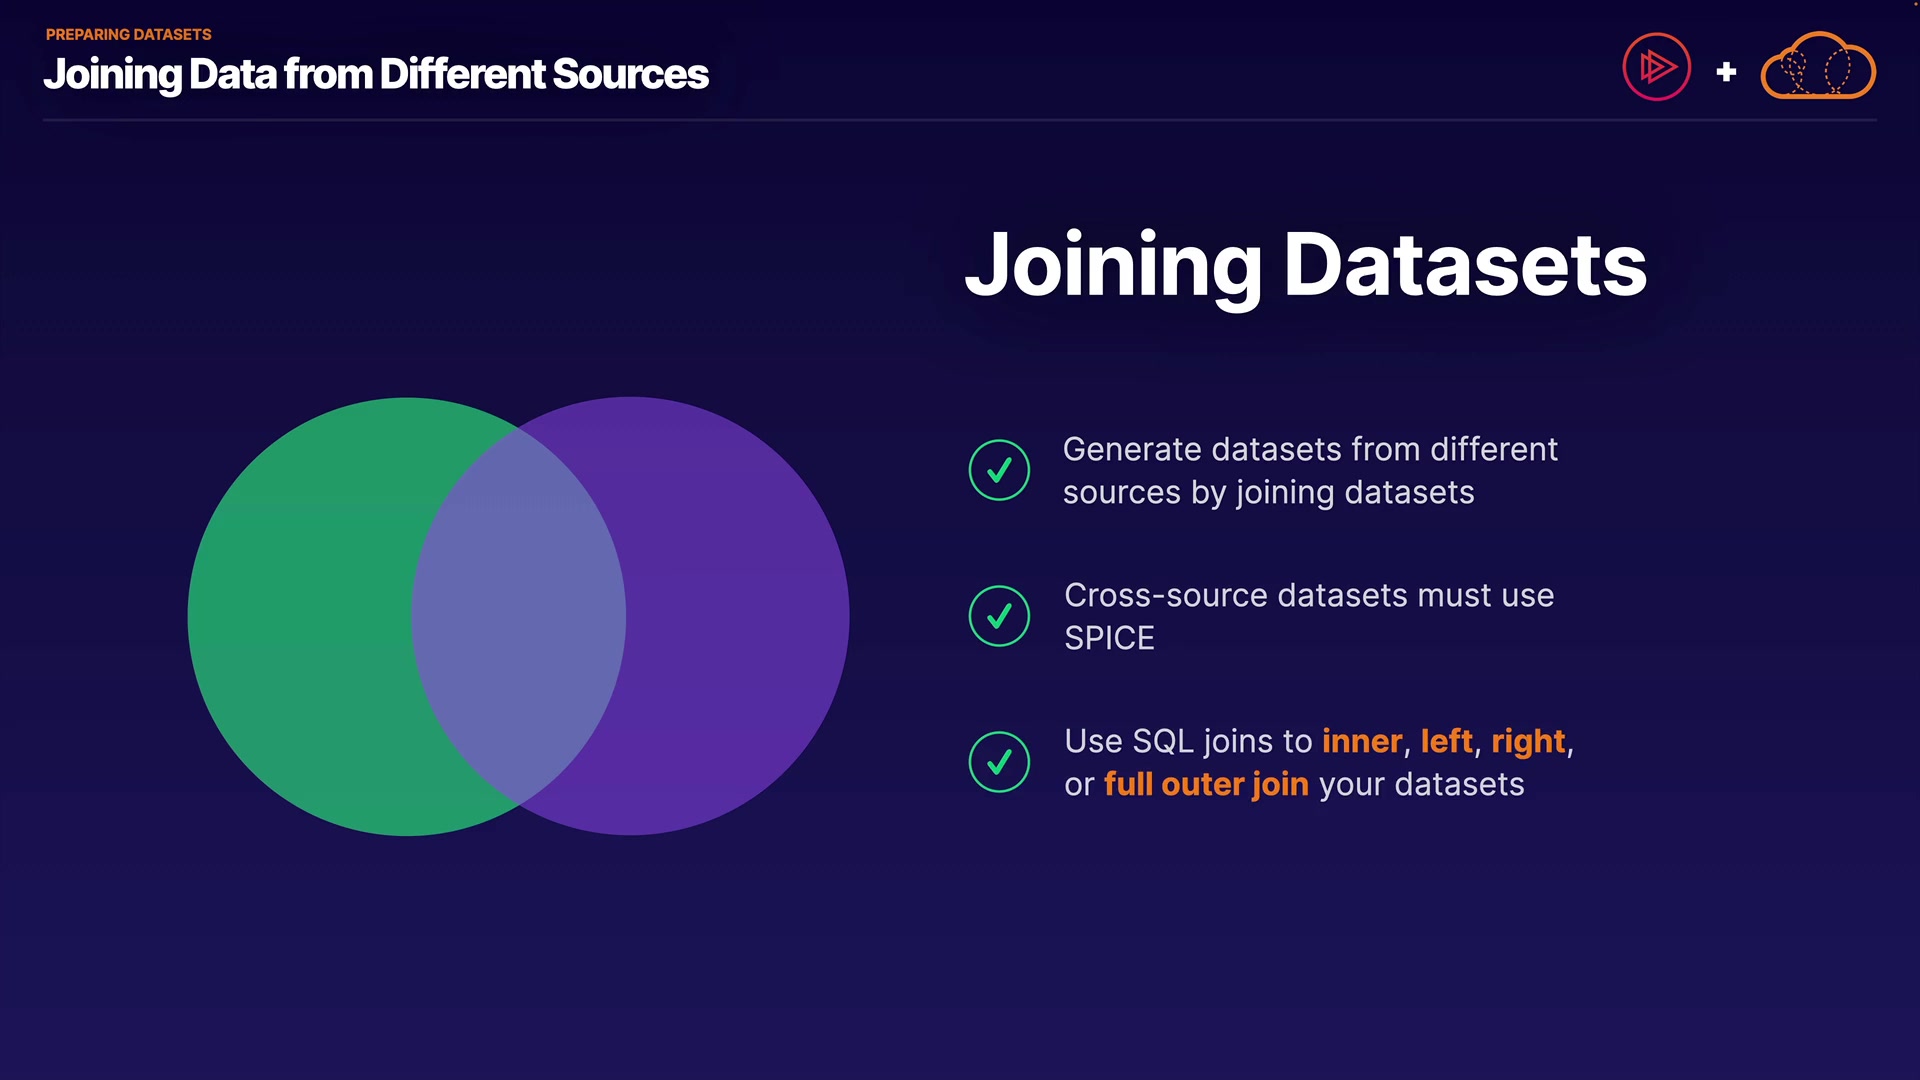 PREPARING DATASETS
Joining Data from Different Sources
+
Joining Datasets
Generate datasets from different
sources by joining datasets
Cross-source datasets must use
SPICE
Use SQL joins to inner, left, right,
or full outer join your datasets